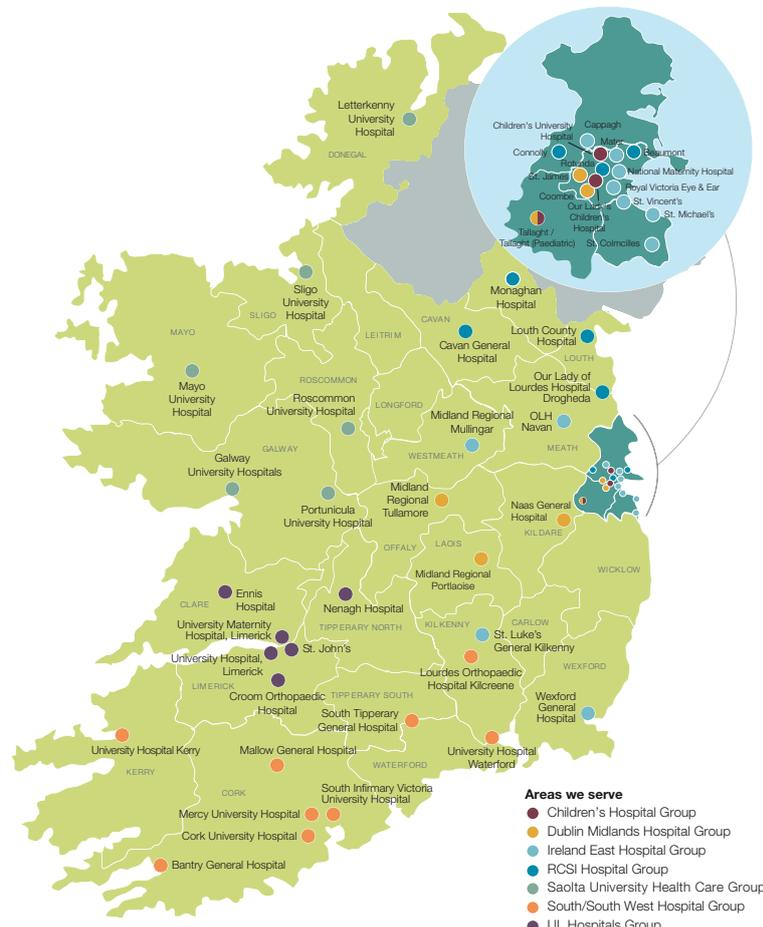 Letterkenny
University
Hospital
DONEGAL
Children's University
Hospital
Cappagh
Mater
Connolly
Beaumont
Rotunda
National Maternity Hospital
St. James
Royal Victoria Eye & Ear
Coombe
St. Vincent's
Our Lady's
Children's
Hospital
St. Michael's
Tallaght /
Tallaght (Paediatric)
St. Colmcilles
Sligo
University
Hospital
SLIGO
Monaghan
Hospital
MAYO
LEITRIM
CAVAN
Cavan General
Hospital
Louth County
Hospital
LOUTH
Mayo
University
Hospital
ROSCOMMON
Roscommon
University Hospital
LONGFORD
Our Lady of
Lourdes Hospital
Drogheda
Midland Regional
Mullingar
OLH
Navan
GALWAY
WESTMEATH
MEATH
Galway
University Hospitals
Portunicula
University Hospital
Midland
Regional
Tullamore
Naas General
Hospital
KILDARE
OFFALY
LAOIS
Midland Regional
Portlaoise
WICKLOW
CLARE
Ennis
Hospital
Nenagh Hospital
University Maternity
Hospital, Limerick
TIPPERARY NORTH
KILKENNY
CARLOW
St. John's
St. Luke's
General Kilkenny
University Hospital,
Limerick
Lourdes Orthopaedic
Hospital Kilcreene
WEXFORD
LIMERICK
Croom Orthopaedic
Hospital
TIPPERARY SOUTH
Wexford
General
Hospital
South Tipperary
General Hospital
University Hospital Kerry
Mallow General Hospital
University Hospital
Waterford
KERRY
WATERFORD
CORK
South Infirmary Victoria
University Hospital
Mercy University Hospital
Cork University Hospital
Bantry General Hospital
Areas we serve
Children's Hospital Group
Dublin Midlands Hospital Group
Ireland East Hospital Group
RCSI Hospital Group
Saolta University Health Care Group
South/South West Hospital Group
UL Hospitals Group